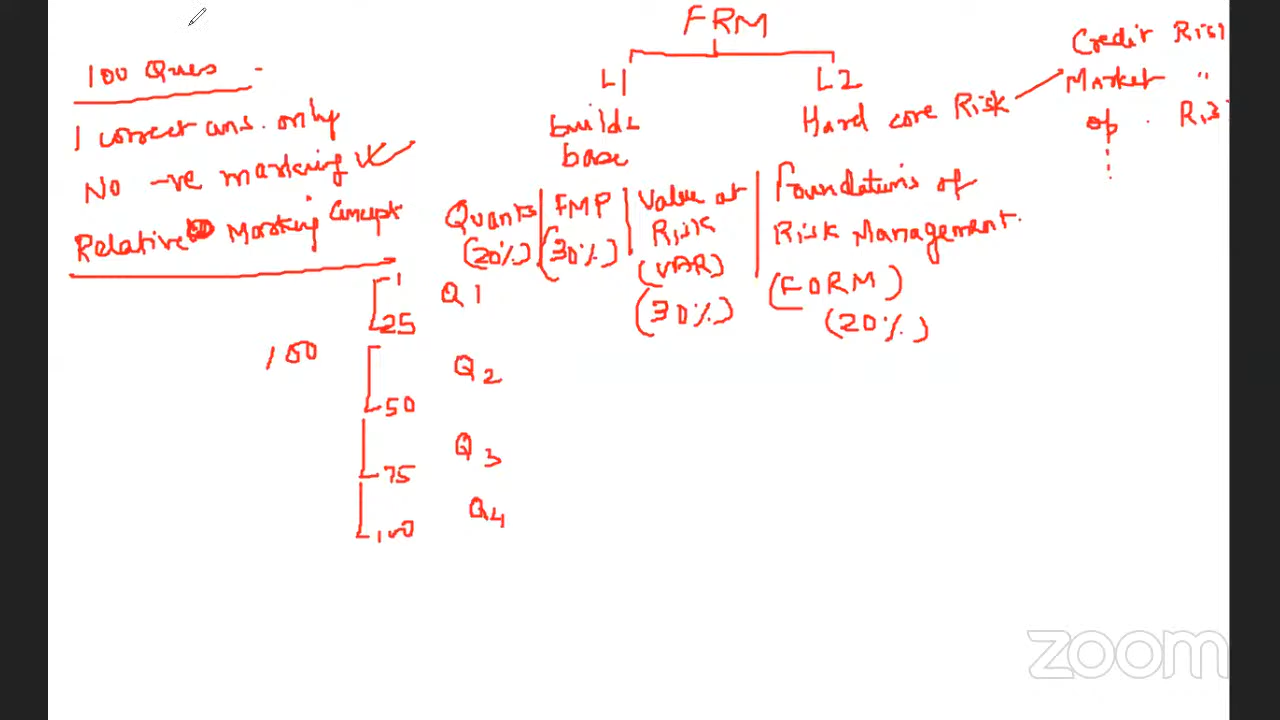 FRM
L1
L2
builds
base
Hard core Risk
Credit Risk
Market "
op. Ris
100 Ques -
1 correct ans. only
No -ve marking
Relative Marking Concept
Quants
(20%)
FMP
(30%)
Value at
Risk
(VAR)
(30%)
Foundations of
Risk Management.
(FORM)
(20%)
100
1
25
Q1
50
Q2
75
Q3
100
Q4
zoom